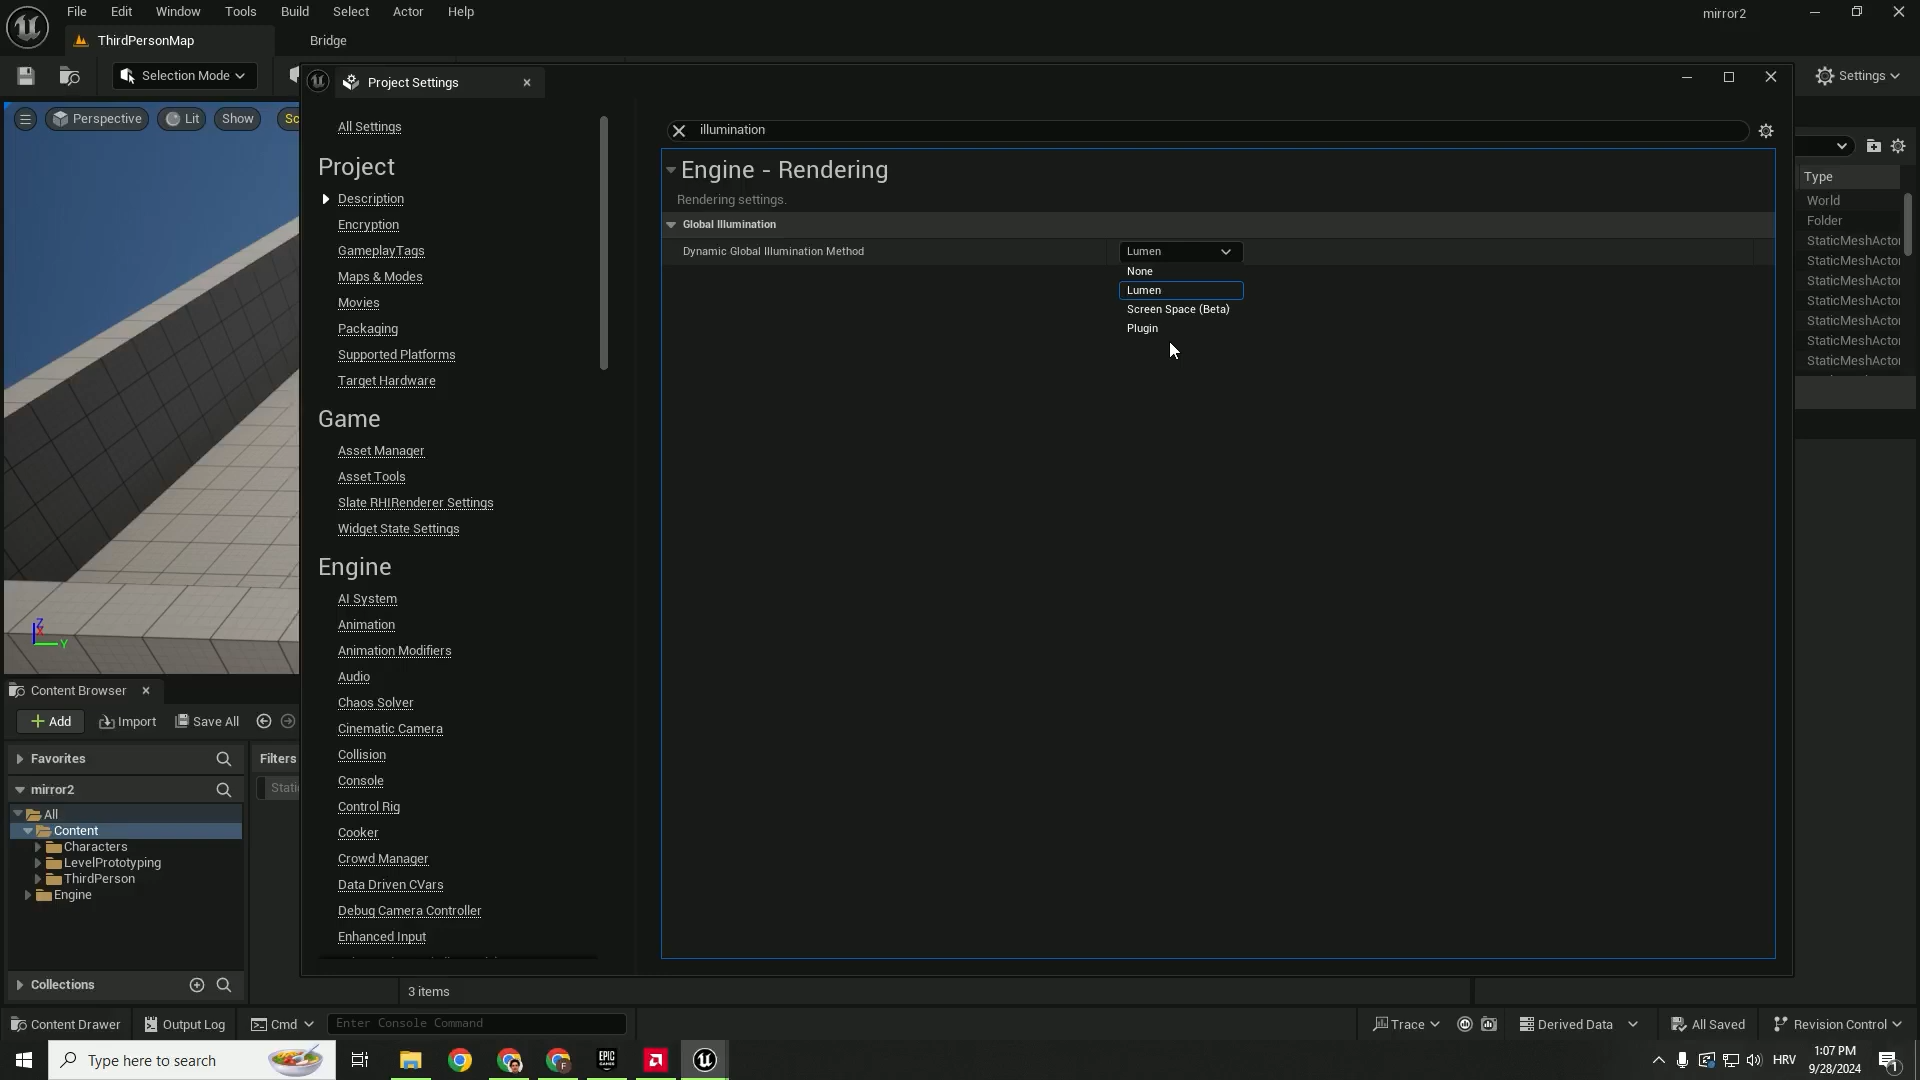 File Edit Window Tools Build Select Actor Help
mirror2
ThirdPersonMap
Bridge
Selection Mode
Settings
Project Settings
Perspective
Lit
Show
Sc
All Settings
Project
Description
Encryption
GameplayTags
Maps & Modes
Movies
Packaging
Supported Platforms
Target Hardware
Game
Asset Manager
Asset Tools
Slate RHIRenderer Settings
Widget State Settings
Engine
AI System
Animation
Animation Modifiers
Audio
Chaos Solver
Cinematic Camera
Collision
Console
Control Rig
Cooker
Crowd Manager
Data Driven CVars
Debug Camera Controller
Enhanced Input
illumination
Engine - Rendering
Rendering settings.
Global Illumination
Dynamic Global Illumination Method
Lumen
None
Lumen
Screen Space (Beta)
Plugin
Type
World
Folder
StaticMeshActor
StaticMeshActor
StaticMeshActor
StaticMeshActor
StaticMeshActor
StaticMeshActor
StaticMeshActor
Z
Y
Content Browser
Add
Import
Save All
Favorites
Filters
mirror2
Stati
All
Content
Characters
LevelPrototyping
ThirdPerson
Engine
Collections
3 items
Content Drawer
Output Log
Cmd
Enter Console Command
Trace
Derived Data
All Saved
Revision Control
Type here to search
EPIC GAMES
HRV
1:07 PM
9/28/2024
1